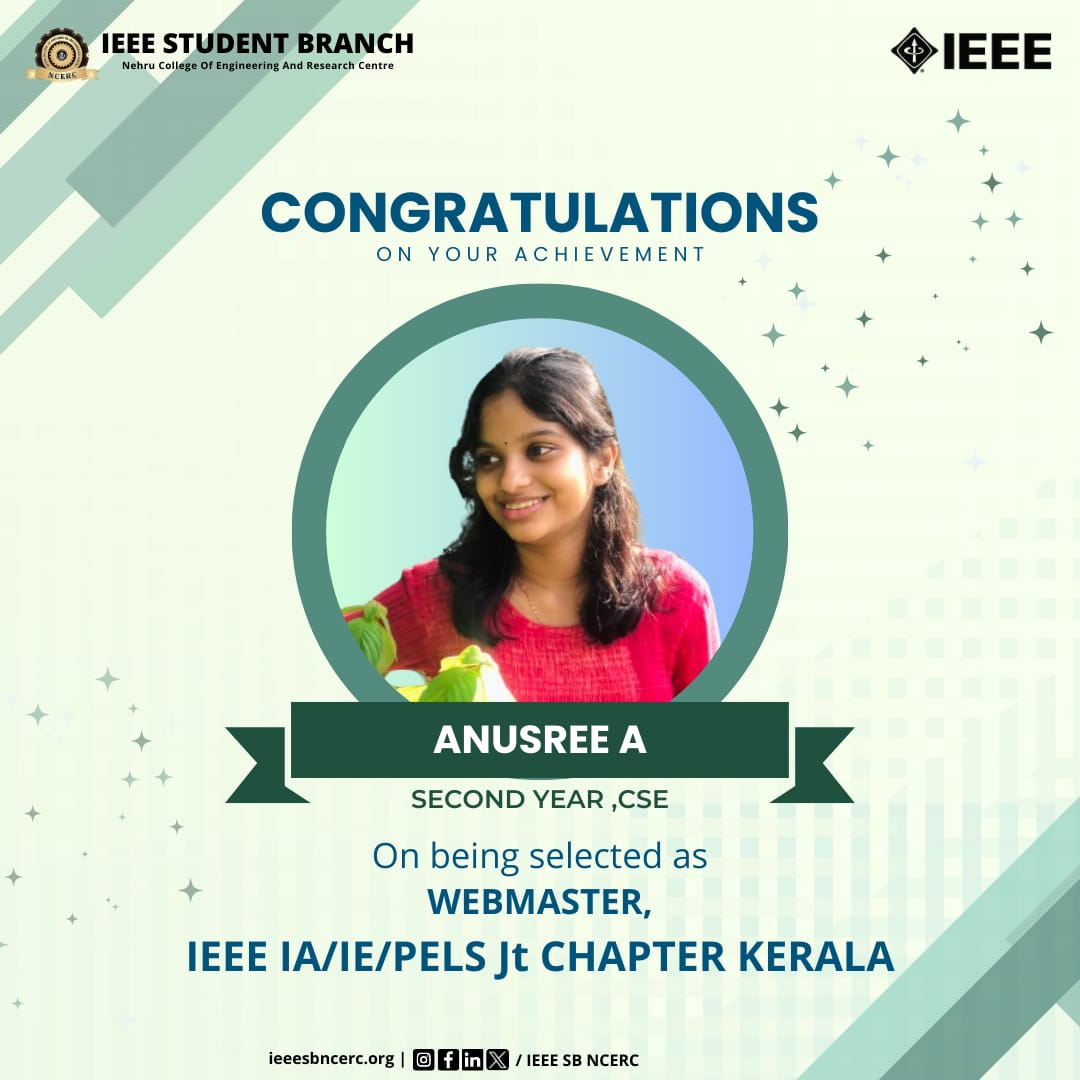 IEEE STUDENT BRANCH
Nehru College Of Engineering And Research Centre
NCERC
IEEE
CONGRATULATIONS
ON YOUR ACHIEVEMENT
ANUSREE A
SECOND YEAR ,CSE
On being selected as
WEBMASTER,
IEEE IA/IE/PELS Jt CHAPTER KERALA
ieeesbncerc.org | / IEEE SB NCERC